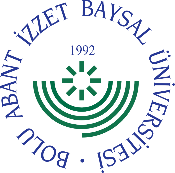 BOLU ABANT İZZET BAYSAL ÜNİVERSİTESİ ·
1992